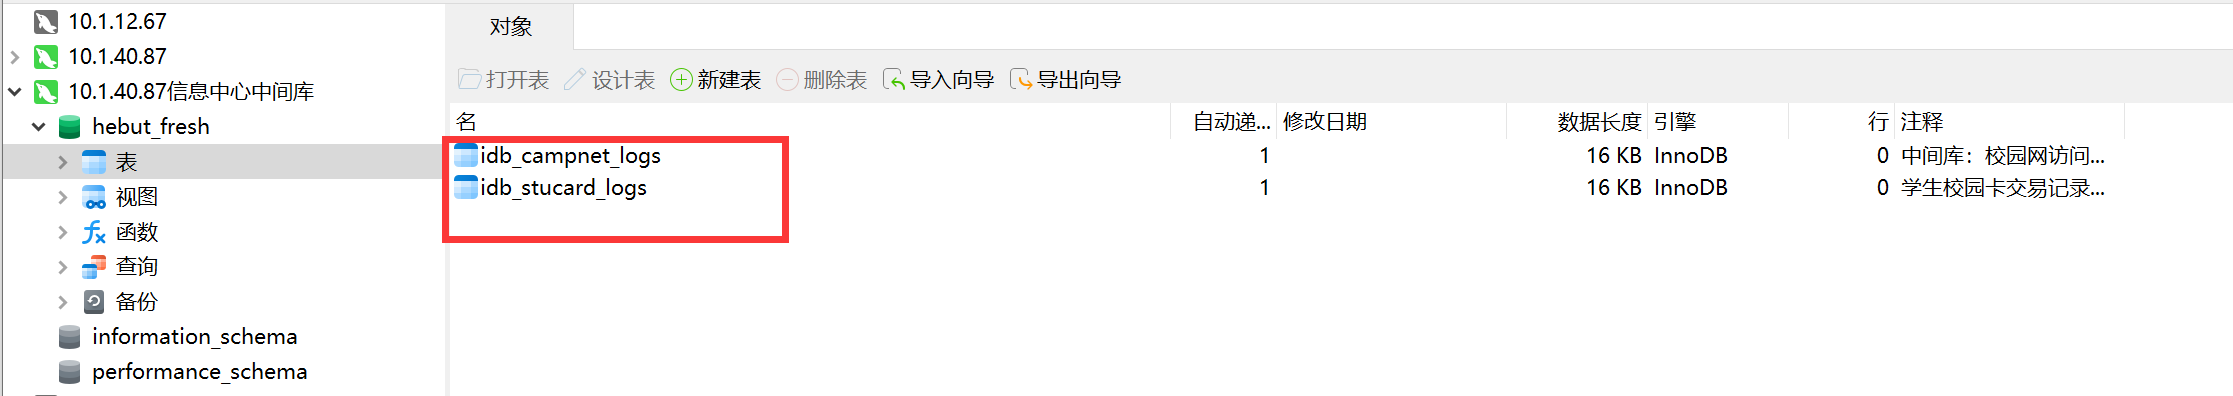 10.1.12.67
10.1.40.87
10.1.40.87信息中心中间库
hebut_fresh
表
视图
函数
查询
备份
information_schema
performance_schema
对象
打开表 设计表 新建表 删除表 导入向导 导出向导
名 自动递... 修改日期 数据长度 引擎 行 注释
idb_campnet_logs 1 16 KB InnoDB 0 中间库：校园网访问...
idb_stucard_logs 1 16 KB InnoDB 0 学生校园卡交易记录...